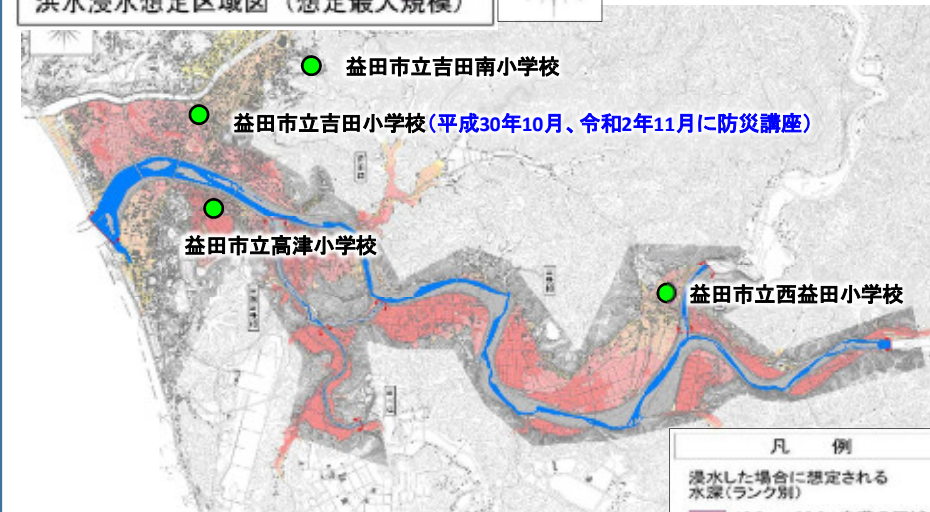 洪水浸水想定区域図(想定最大規模)
益田市立吉田南小学校
益田市立吉田小学校(平成30年10月、令和2年11月に防災講座)
益田市立高津小学校
益田市立西益田小学校
凡 例
浸水した場合に想定される
水深(ランク別)